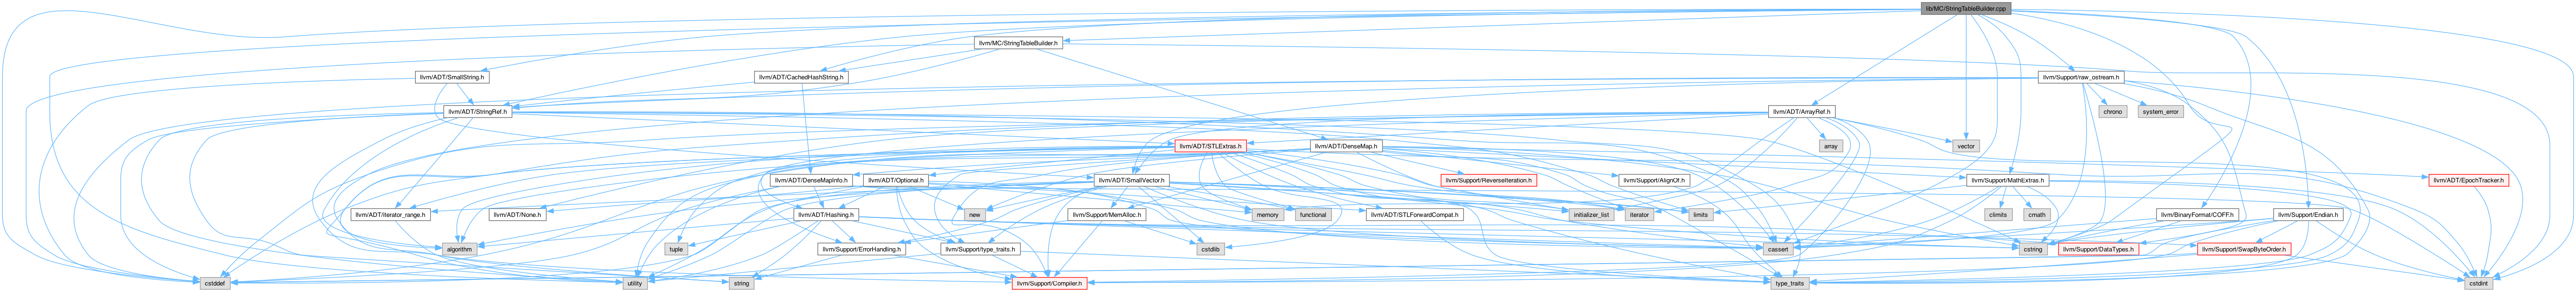 lib/MC/StringTableBuilder.cpp
llvm/MC/StringTableBuilder.h
llvm/ADT/SmallString.h
llvm/ADT/CachedHashString.h
llvm/Support/raw_ostream.h
llvm/ADT/StringRef.h
llvm/ADT/ArrayRef.h
chrono
system_error
llvm/ADT/STLExtras.h
llvm/ADT/DenseMap.h
array
vector
llvm/ADT/DenseMapInfo.h
llvm/ADT/Optional.h
llvm/ADT/SmallVector.h
llvm/Support/ReverseIteration.h
llvm/Support/AlignOf.h
llvm/Support/MathExtras.h
llvm/ADT/EpochTracker.h
llvm/ADT/iterator_range.h
llvm/ADT/None.h
llvm/ADT/Hashing.h
new
llvm/Support/MemAlloc.h
memory
functional
llvm/ADT/STLForwardCompat.h
initializer_list
iterator
limits
climits
cmath
llvm/BinaryFormat/COFF.h
llvm/Support/Endian.h
algorithm
tuple
llvm/Support/ErrorHandling.h
llvm/Support/type_traits.h
cstdlib
cassert
cstring
llvm/Support/DataTypes.h
llvm/Support/SwapByteOrder.h
cstddef
utility
string
llvm/Support/Compiler.h
type_traits
cstdint